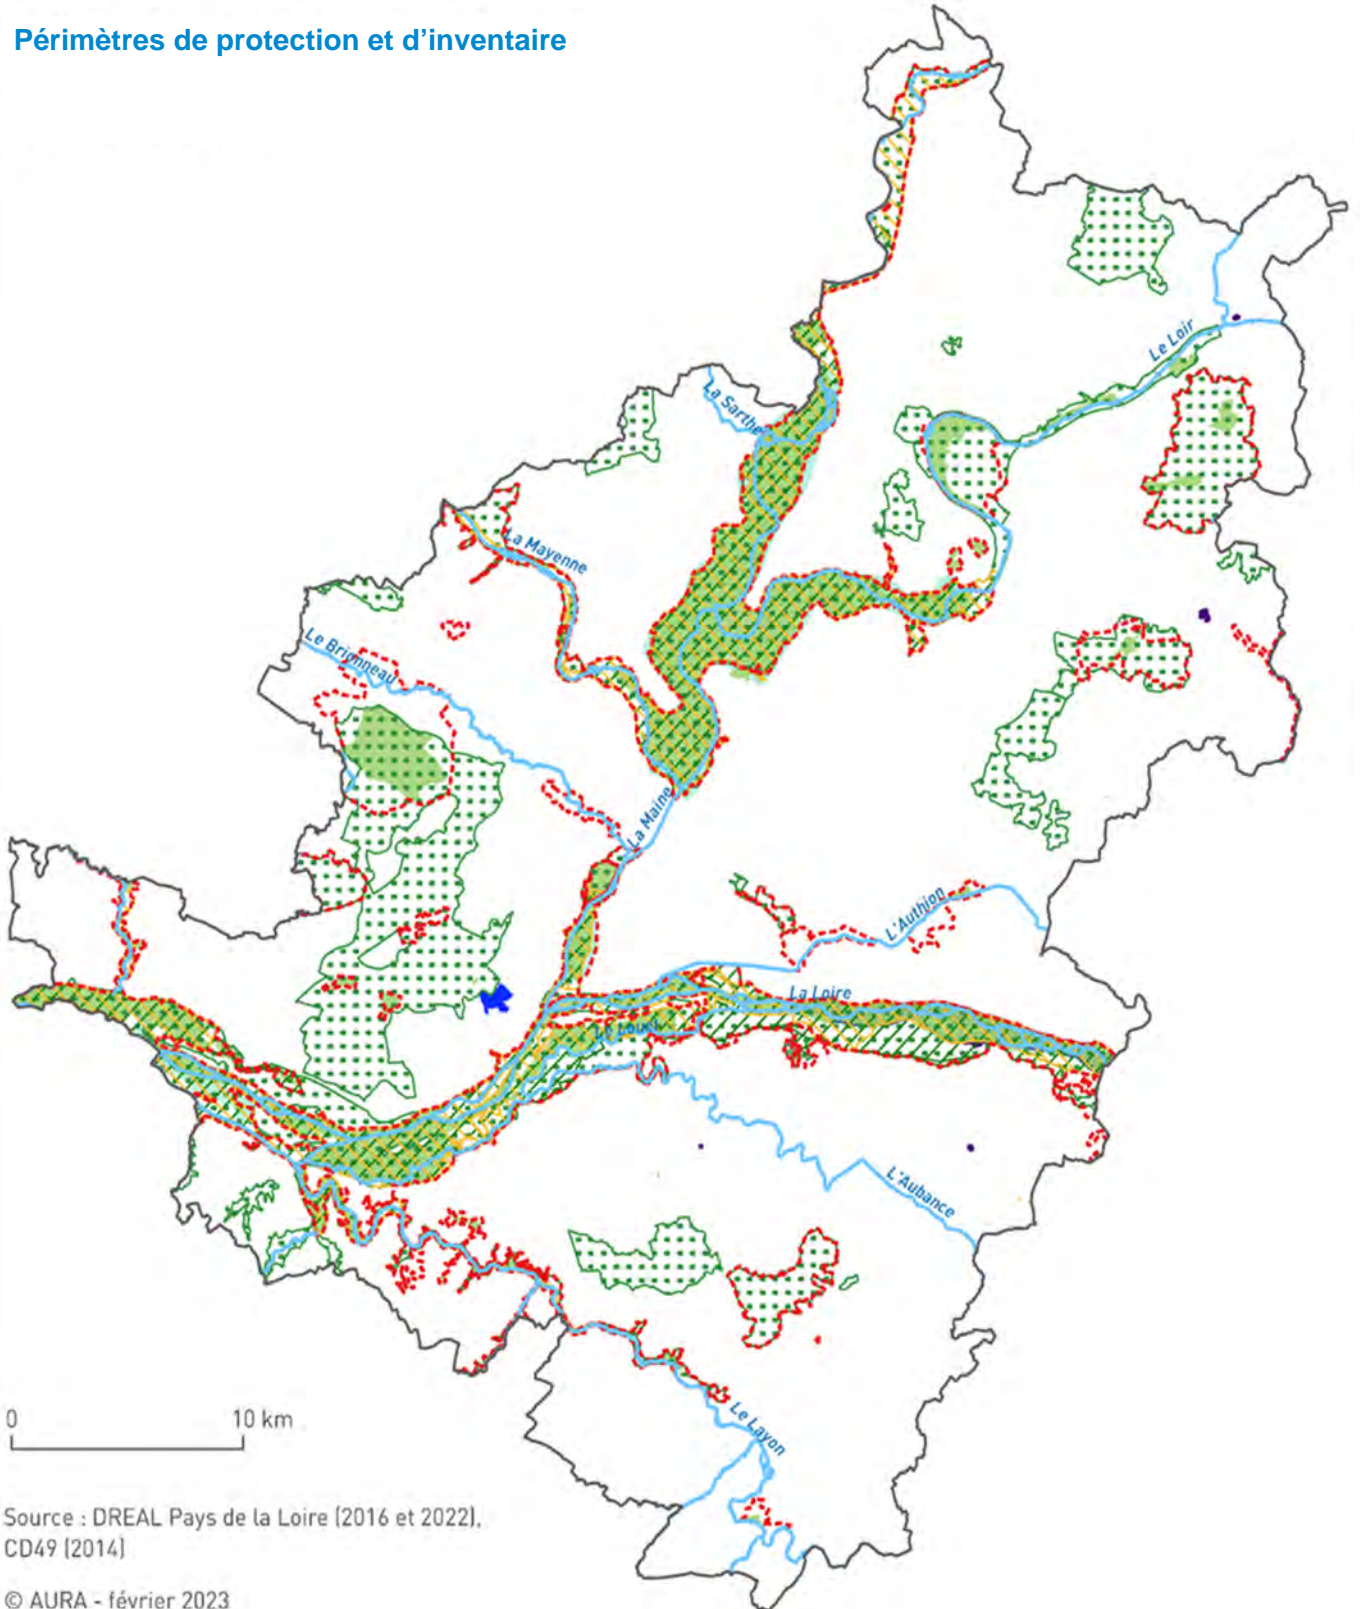 Périmètres de protection et d'inventaire
Le Loir
La Sarthe
La Mayenne
Le Brionneau
La Maine
L'Authion
La Loire
Le Louet
L'Aubance
Le Layon
0 10 km
Source : DREAL Pays de la Loire (2016 et 2022),
CD49 (2014)
© AURA - février 2023